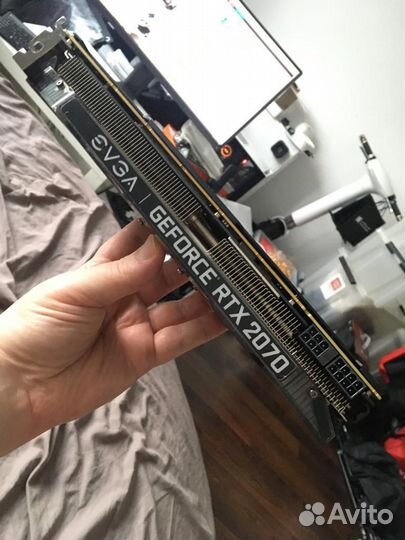 EVGA | GEFORCE RTX 2070
Avito